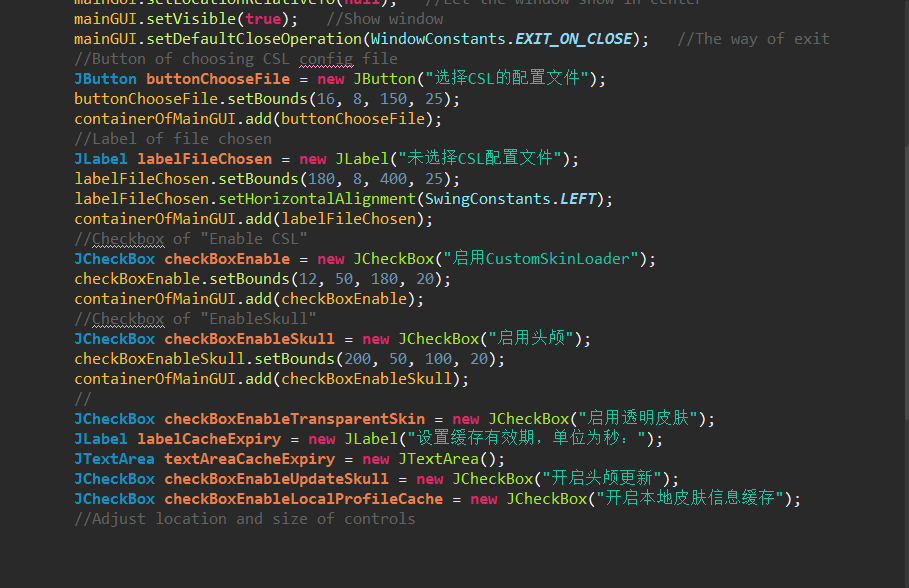 mainGUI.setLocationRelativeTo(null);   //Let the window show in center
mainGUI.setVisible(true);   //Show window
mainGUI.setDefaultCloseOperation(WindowConstants.EXIT_ON_CLOSE);   //The way of exit
//Button of choosing CSL config file
JButton buttonChooseFile = new JButton("选择CSL的配置文件");
buttonChooseFile.setBounds(16, 8, 150, 25);
containerOfMainGUI.add(buttonChooseFile);
//Label of file chosen
JLabel labelFileChosen = new JLabel("未选择CSL配置文件");
labelFileChosen.setBounds(180, 8, 400, 25);
labelFileChosen.setHorizontalAlignment(SwingConstants.LEFT);
containerOfMainGUI.add(labelFileChosen);
//Checkbox of "Enable CSL"
JCheckBox checkBoxEnable = new JCheckBox("启用CustomSkinLoader");
checkBoxEnable.setBounds(12, 50, 180, 20);
containerOfMainGUI.add(checkBoxEnable);
//Checkbox of "EnableSkull"
JCheckBox checkBoxEnableSkull = new JCheckBox("启用头颅");
checkBoxEnableSkull.setBounds(200, 50, 100, 20);
containerOfMainGUI.add(checkBoxEnableSkull);
//
JCheckBox checkBoxEnableTransparentSkin = new JCheckBox("启用透明皮肤");
JLabel labelCacheExpiry = new JLabel("设置缓存有效期，单位为秒：");
JTextArea textAreaCacheExpiry = new JTextArea();
JCheckBox checkBoxEnableUpdateSkull = new JCheckBox("开启头颅更新");
JCheckBox checkBoxEnableLocalProfileCache = new JCheckBox("开启本地皮肤信息缓存");
//Adjust location and size of controls